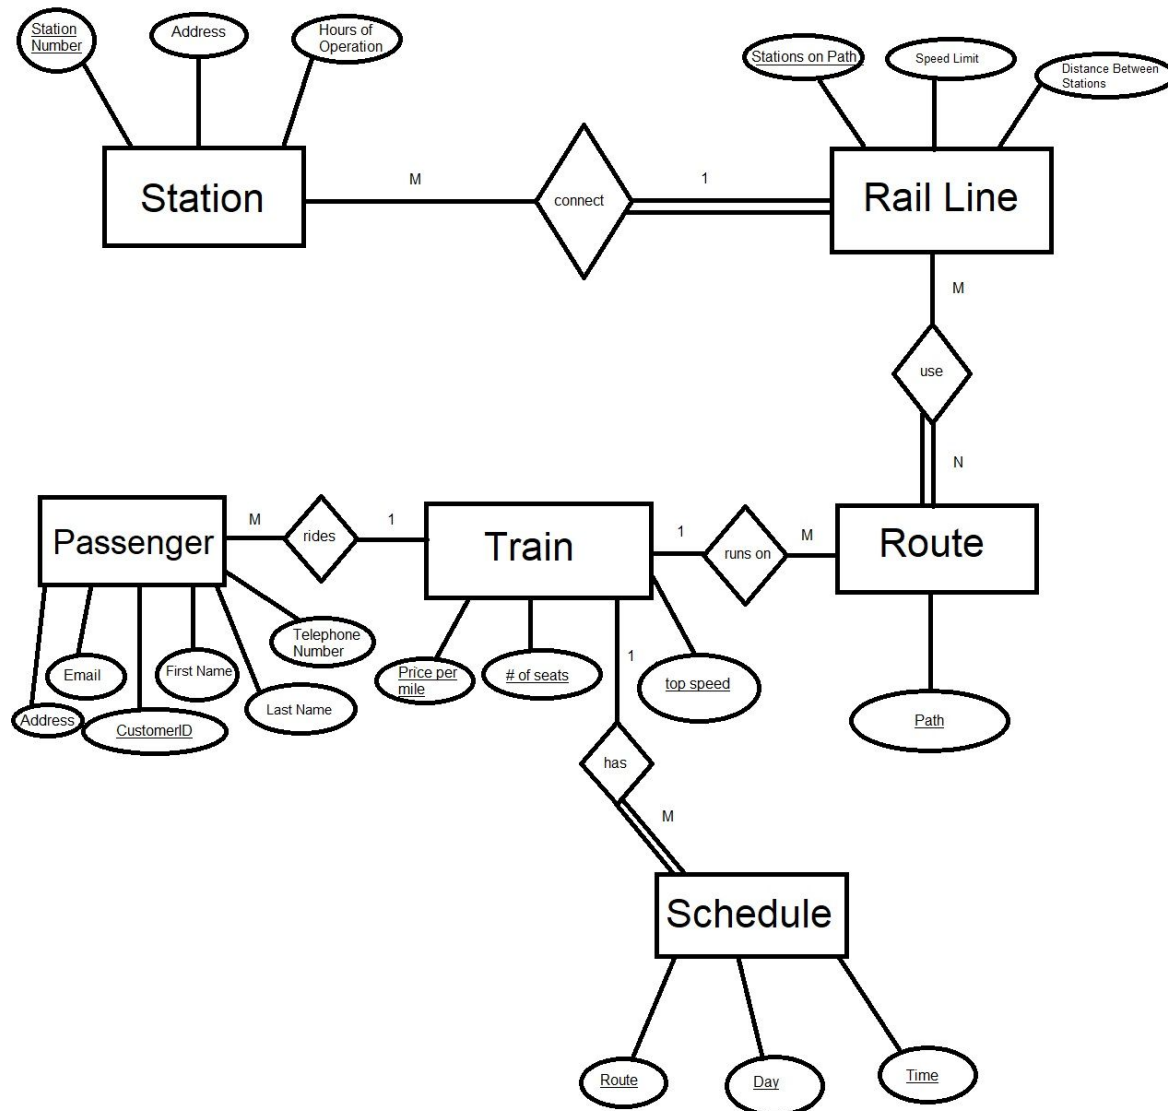 Station
Number
Address
Hours of
Operation
Stations on Path
Speed Limit
Distance Between
Stations
Station
M
connect
1
Rail Line
M
use
N
Passenger
M
rides
1
Train
1
runs on
M
Route
Telephone
Number
Email
First Name
Address
CustomerID
Last Name
Price per
mile
# of seats
1
top speed
Path
has
M
Schedule
Route
Day
Time